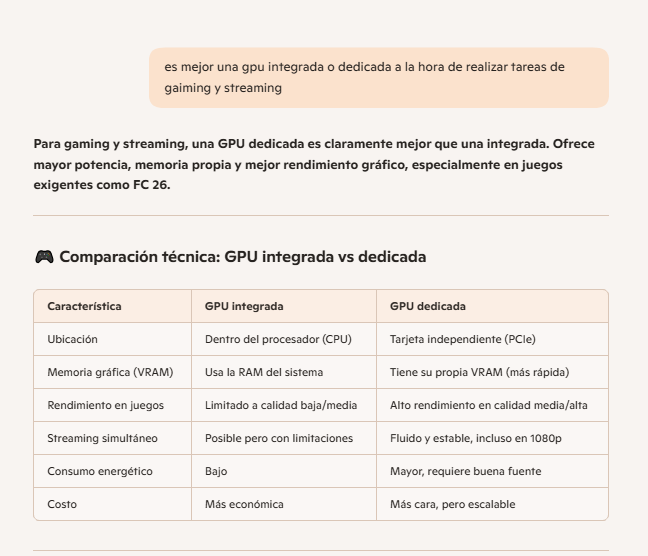 es mejor una gpu integrada o dedicada a la hora de realizar tareas de
gaiming y streaming
Para gaming y streaming, una GPU dedicada es claramente mejor que una integrada. Ofrece
mayor potencia, memoria propia y mejor rendimiento gráfico, especialmente en juegos
exigentes como FC 26.
🎮 Comparación técnica: GPU integrada vs dedicada
Característica GPU integrada GPU dedicada
Ubicación Dentro del procesador (CPU) Tarjeta independiente (PCIe)
Memoria gráfica (VRAM) Usa la RAM del sistema Tiene su propia VRAM (más rápida)
Rendimiento en juegos Limitado a calidad baja/media Alto rendimiento en calidad media/alta
Streaming simultáneo Posible pero con limitaciones Fluido y estable, incluso en 1080p
Consumo energético Bajo Mayor, requiere buena fuente
Costo Más económica Más cara, pero escalable